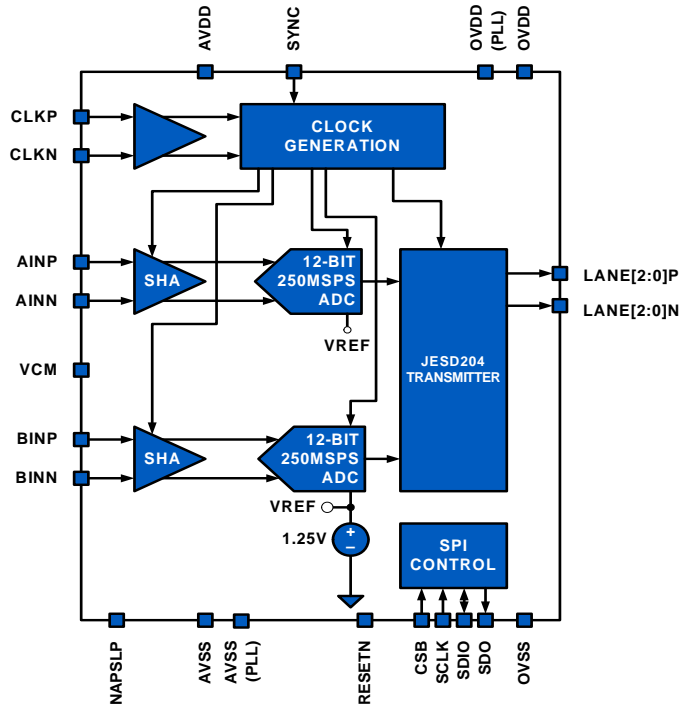 AVDD
SYNC
OVDD
(PLL)
OVDD
CLKP
CLKN
CLOCK
GENERATION
AINP
AINN
SHA
12-BIT
250MSPS
ADC
VREF
LANE[2:0]P
LANE[2:0]N
JESD204
TRANSMITTER
VCM
BINP
BINN
SHA
12-BIT
250MSPS
ADC
VREF
1.25V
+
–
SPI
CONTROL
NAPSLP
AVSS
AVSS
(PLL)
RESETN
CSB
SCLK
SDIO
SDO
OVSS